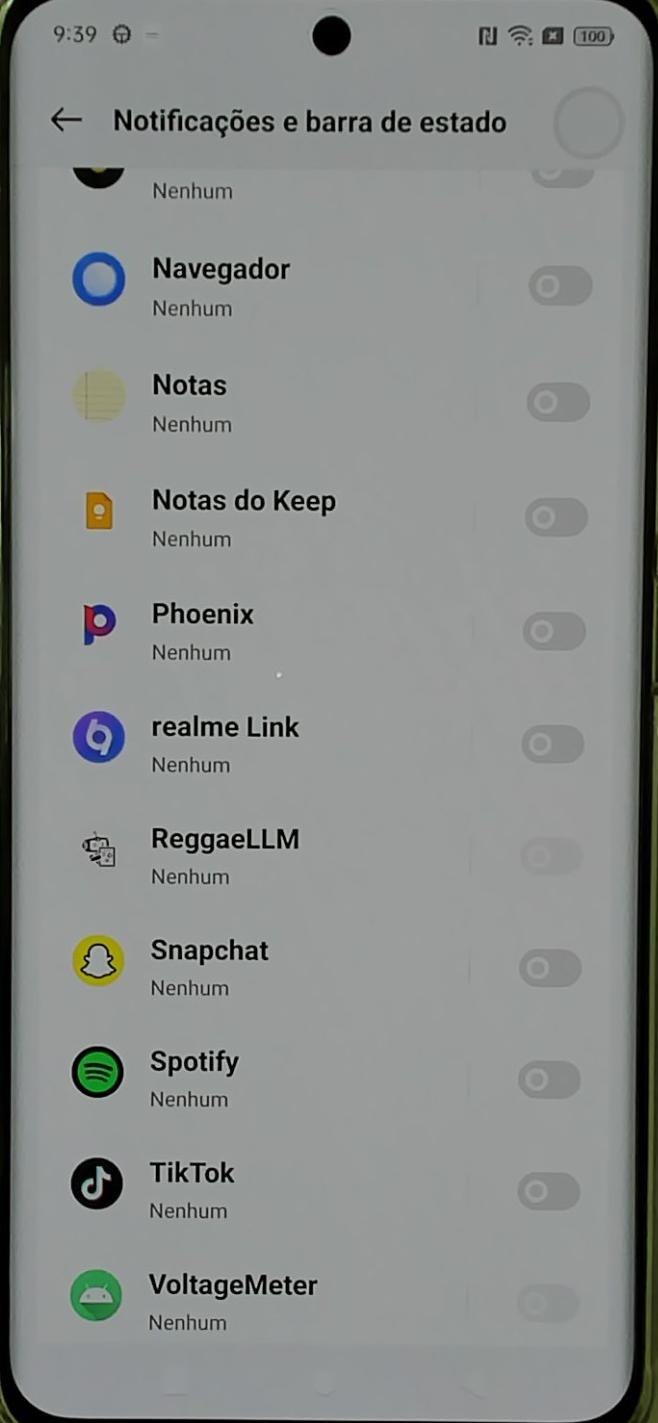 9:39
100
Notificações e barra de estado
Nenhum
Navegador
Nenhum
Notas
Nenhum
Notas do Keep
Nenhum
Phoenix
Nenhum
realme Link
Nenhum
ReggaeLLM
Nenhum
Snapchat
Nenhum
Spotify
Nenhum
TikTok
Nenhum
VoltageMeter
Nenhum